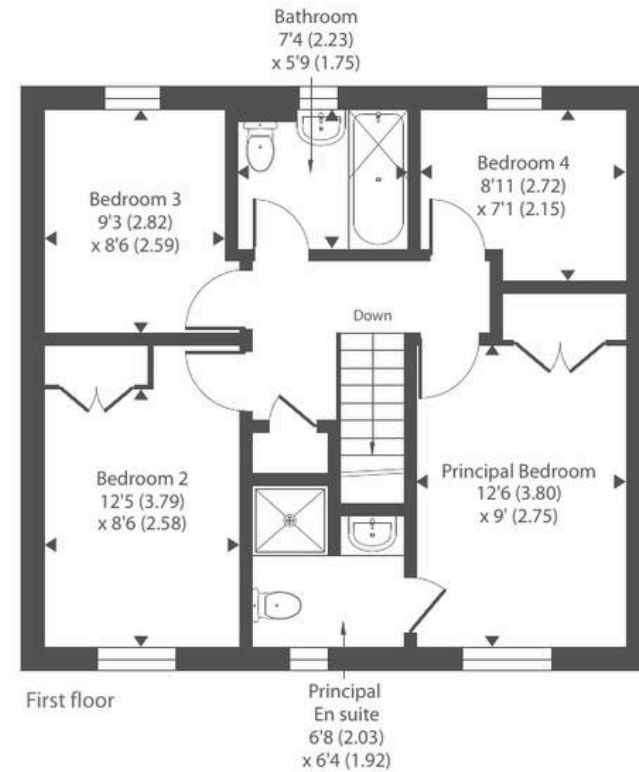 Bathroom
7'4 (2.23)
x 5'9 (1.75)
Bedroom 3
9'3 (2.82)
x 8'6 (2.59)
Bedroom 4
8'11 (2.72)
x 7'1 (2.15)
Down
Bedroom 2
12'5 (3.79)
x 8'6 (2.58)
Principal Bedroom
12'6 (3.80)
x 9' (2.75)
First floor
Principal
En suite
6'8 (2.03)
x 6'4 (1.92)